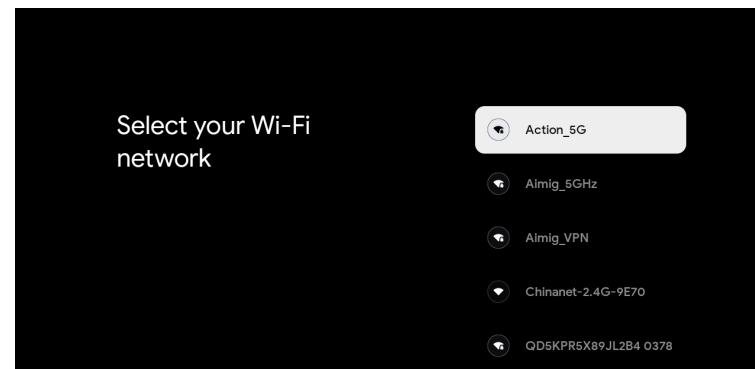 Select your Wi-Fi
network
Action_5G
Aimig_5GHz
Aimig_VPN
Chinanet-2.4G-9E70
QD5KPR5X89JL2B4 0378